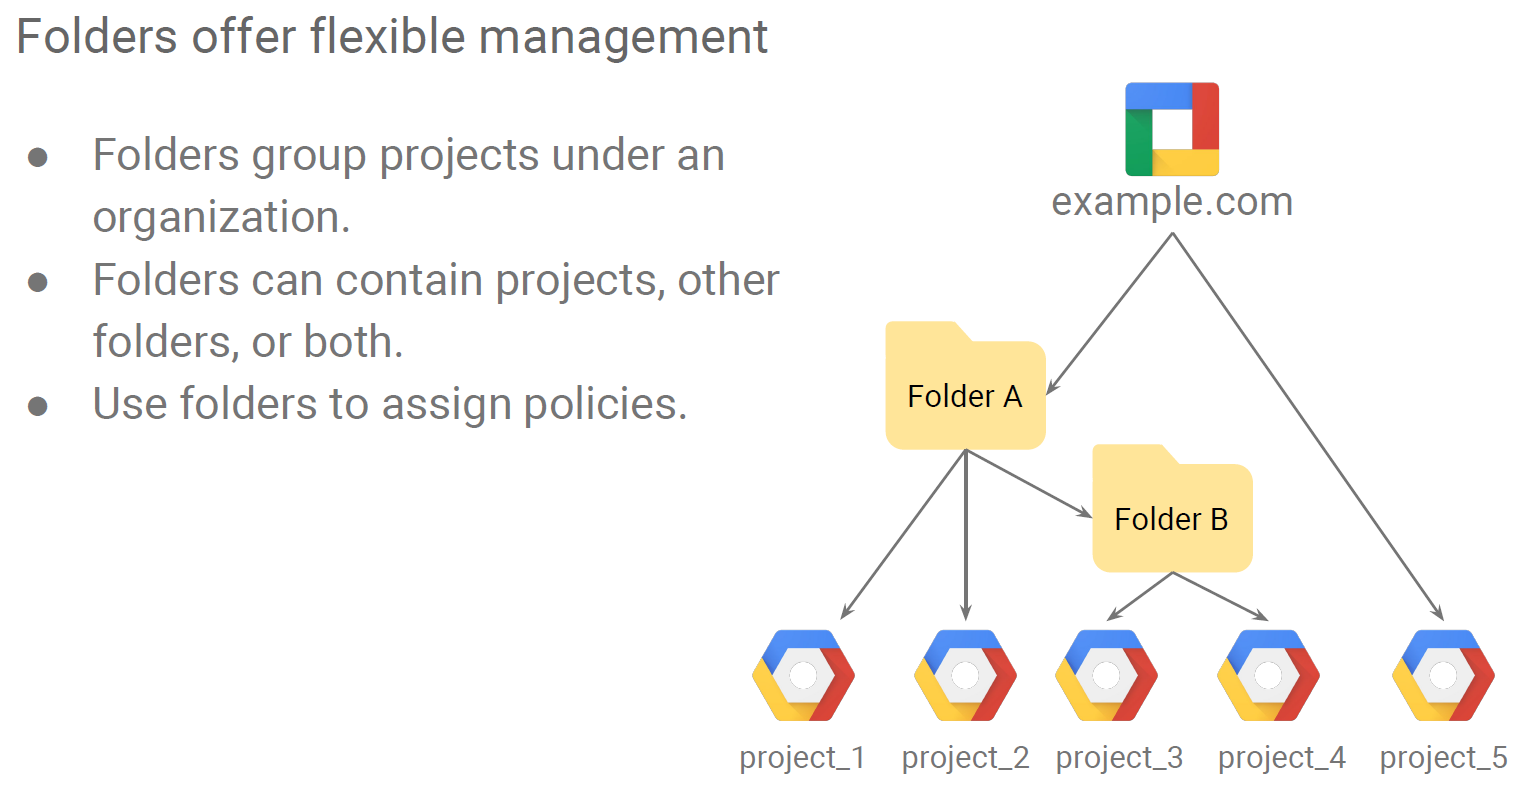 Folders offer flexible management
● Folders group projects under an
organization.
● Folders can contain projects, other
folders, or both.
● Use folders to assign policies.
example.com
Folder A
Folder B
project_1 project_2 project_3 project_4 project_5